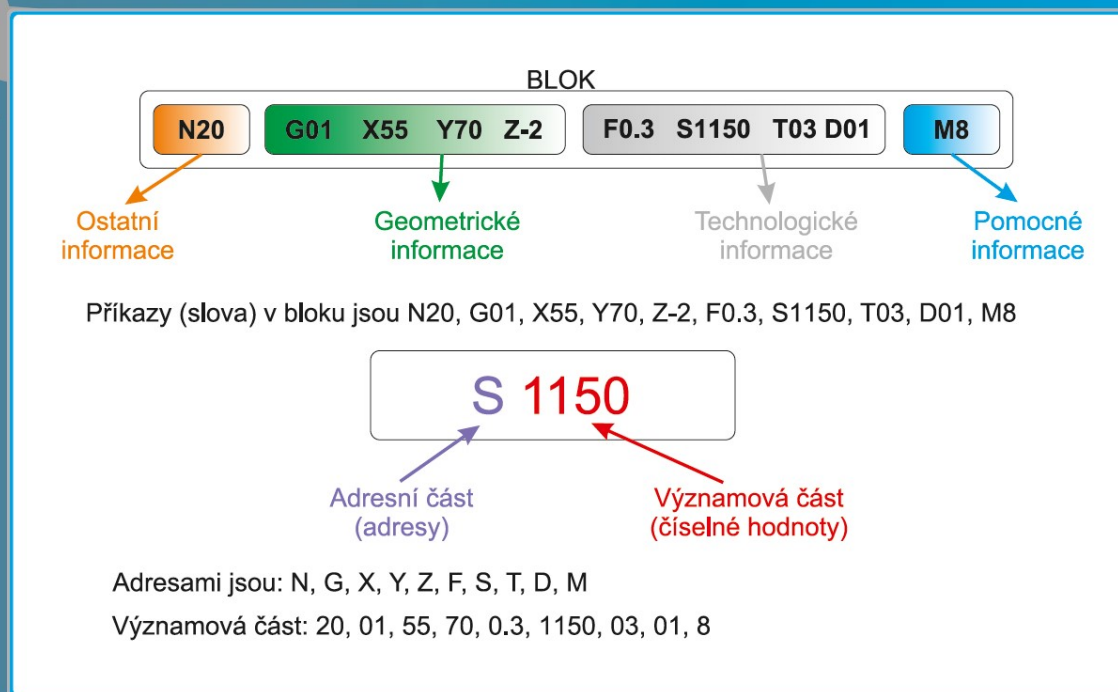 BLOK
N20 G01 X55 Y70 Z-2 F0.3 S1150 T03 D01 M8
Ostatní
informace
Geometrické
informace
Technologické
informace
Pomocné
informace
Příkazy (slova) v bloku jsou N20, G01, X55, Y70, Z-2, F0.3, S1150, T03, D01, M8
S 1150
Adresní část
(adresy)
Významová část
(číselné hodnoty)
Adresami jsou: N, G, X, Y, Z, F, S, T, D, M
Významová část: 20, 01, 55, 70, 0.3, 1150, 03, 01, 8